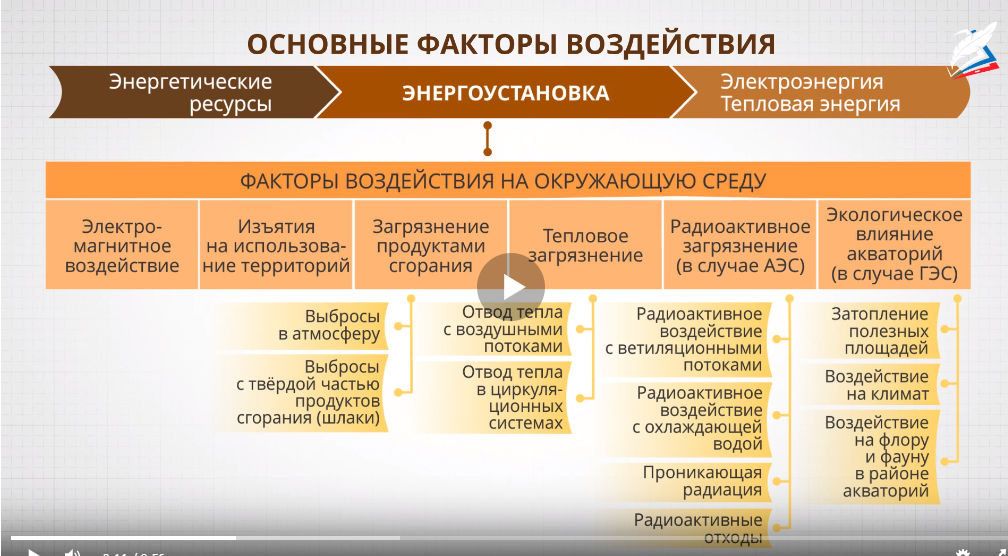 ОСНОВНЫЕ ФАКТОРЫ ВОЗДЕЙСТВИЯ
Энергетические
ресурсы
ЭНЕРГОУСТАНОВКА
Электроэнергия
Тепловая энергия
ФАКТОРЫ ВОЗДЕЙСТВИЯ НА ОКРУЖАЮЩУЮ СРЕДУ
Электро-
магнитное
воздействие
Изъятия
на использова-
ние территорий
Загрязнение
продуктами
сгорания
Тепловое
загрязнение
Радиоактивное
загрязнение
(в случае АЭС)
Экологическое
влияние
акваторий
(в случае ГЭС)
Выбросы
в атмосферу
Выбросы
с твёрдой частью
продуктов
сгорания (шлаки)
Отвод тепла
с воздушными
потоками
Отвод тепла
в циркуля-
ционных
системах
Радиоактивное
воздействие
с ветиляционными
потоками
Радиоактивное
воздействие
с охлаждающей
водой
Проникающая
радиация
Радиоактивные
отходы
Затопление
полезных
площадей
Воздействие
на климат
Воздействие
на флору
и фауну
в районе
акваторий